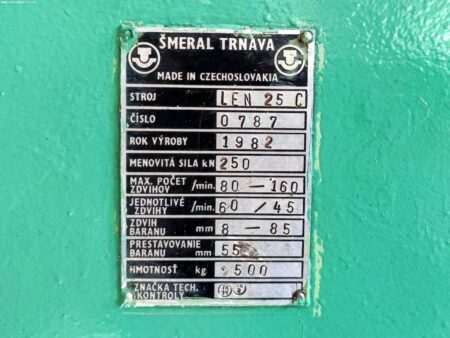 ŠMERAL TRNAVA
MADE IN CZECHOSLOVAKIA
STROJ LEN 25 C
ČÍSLO 0787
ROK VÝROBY 1982
MENOVITÁ SILA kN 250
MAX. POČET ZDVIHOV /min. 80 — 160
JEDNOTLIVÉ ZDVIHY /min. 60 / 45
ZDVIH BARANU mm 8 — 85
PRESTAVOVANIE BARANU mm 55
HMOTNOSŤ kg 500
ZNAČKA TECH. KONTROLY